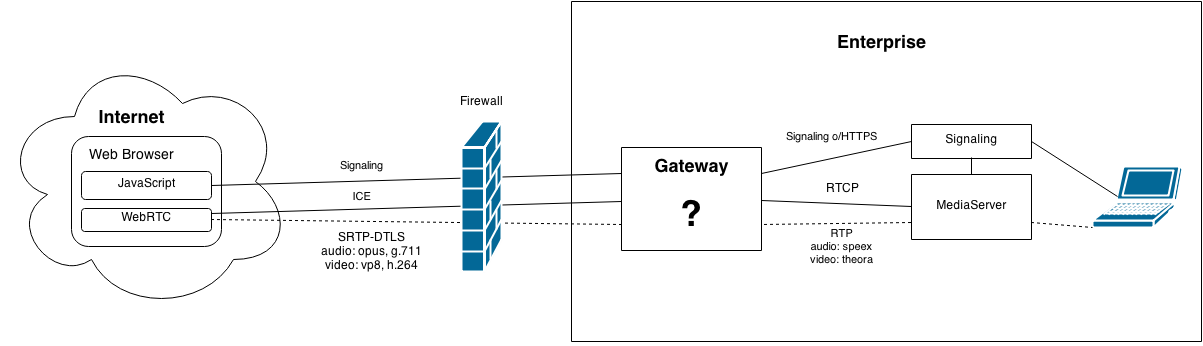 Enterprise
Internet
Web Browser
JavaScript
WebRTC
Signaling
ICE
SRTP-DTLS
audio: opus, g.711
video: vp8, h.264
Firewall
Gateway
?
Signaling o/HTTPS
RTCP
RTP
audio: speex
video: theora
Signaling
MediaServer